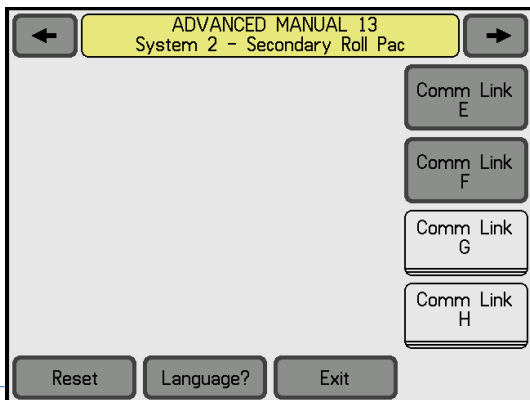 ADVANCED MANUAL 13
System 2 - Secondary Roll Pac
Comm Link
E
Comm Link
F
Comm Link
G
Comm Link
H
Reset
Language?
Exit